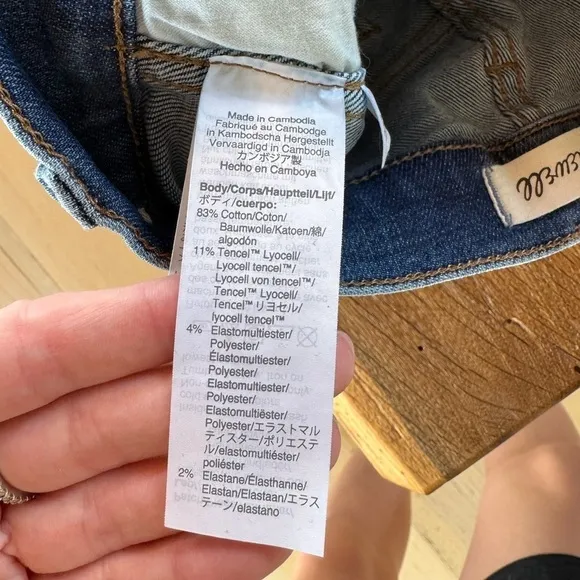 Made in Cambodia
Fabriqué au Cambodge
in Kambodscha Hergestellt
Vervaardigd in Cambodja
カンボジア製
Hecho en Camboya
Body/Corps/Hauptteil/Lijf/
ボディ/cuerpo:
83% Cotton/Coton/
Baumwolle/Katoen/綿/
algodón
11% Tencel™ Lyocell/
Lyocell tencel™/
Lyocell von tencel™/
Tencel™ Lyocell/
Tencel™ リヨセル/
lyocell tencel™
4% Elastomultiester/
Polyester/
Élastomultiester/
Polyester/
Elastomultiester/
Polyester/
Elastomultiëster/
Polyester/エラストマル
ティスター/ポリエステ
ル/elastomultiéster/
poliéster
2% Elastane/Élasthanne/
Elastan/Elastaan/エラス
テーン/elastano